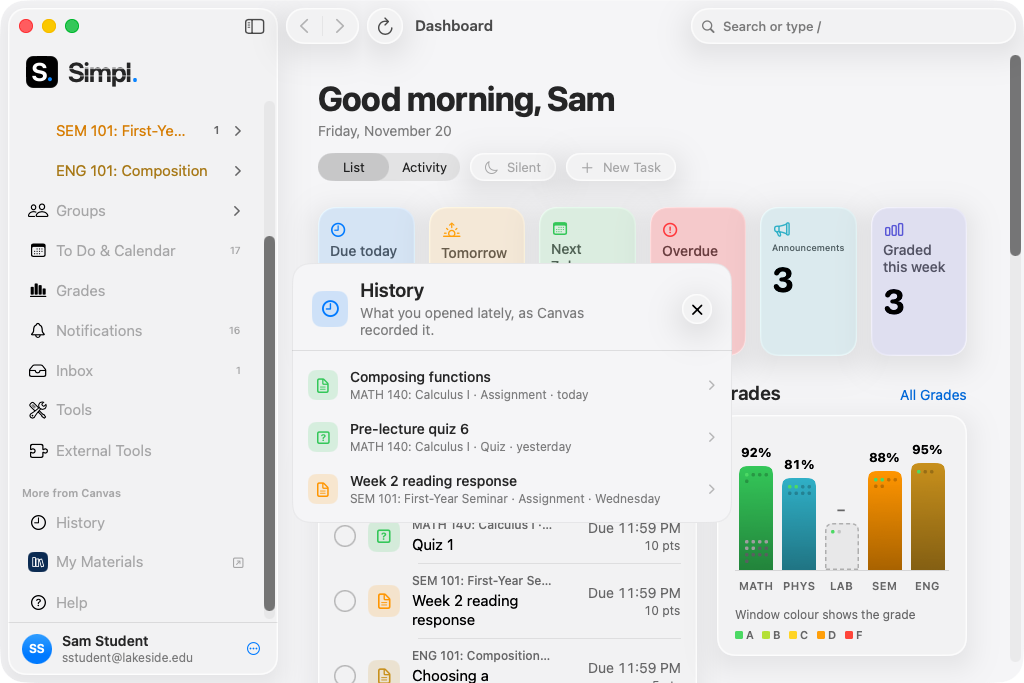 Dashboard
Search or type /
S.
Simpl.
SEM 101: First-Ye... 1
ENG 101: Composition
Groups
To Do & Calendar 17
Grades
Notifications 16
Inbox 1
Tools
External Tools
More from Canvas
History
My Materials
Help
SS
Sam Student
sstudent@lakeside.edu
Good morning, Sam
Friday, November 20
List
Activity
Silent
New Task
Due today
Tomorrow
Next
Overdue
Announcements
3
Graded
this week
3
History
What you opened lately, as Canvas
recorded it.
Composing functions
MATH 140: Calculus I · Assignment · today
Pre-lecture quiz 6
MATH 140: Calculus I · Quiz · yesterday
Week 2 reading response
SEM 101: First-Year Seminar · Assignment · Wednesday
MATH 140: Calculus I ·...
Quiz 1
Due 11:59 PM
10 pts
SEM 101: First-Year Se...
Week 2 reading
response
Due 11:59 PM
10 pts
ENG 101: Composition...
Choosing a
Due 11:59 PM
rades
All Grades
92%
81%
–
88%
95%
MATH PHYS LAB SEM ENG
Window colour shows the grade
A B C D F